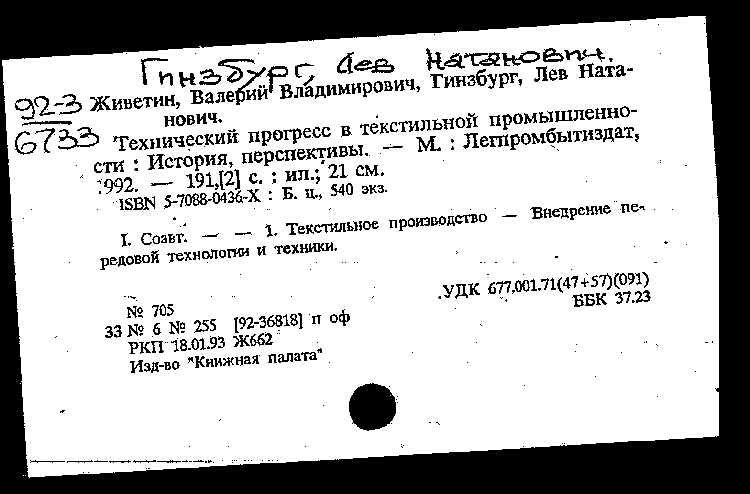 Гинзбург, Лев Натанович.
92-3 Живетин, Валерий Владимирович, Гинзбург, Лев Ната-
нович.
6733 Технический прогресс в текстильной промышленно-
сти : История, перспективы. — М. : Легпромбытиздат,
1992. — 191,[2] с. : ил.; 21 см.
ISBN 5-7088-0436-X : Б. ц., 540 экз.
I. Соавт. — — 1. Текстильное производство — Внедрение пе-
редовой технологии и техники.
№ 705
УДК 677.001.71(47+57)(091)
33 № 6 № 255 [92-36818] п оф
ББК 37.23
РКП 18.01.93 Ж662
Изд-во "Книжная палата"